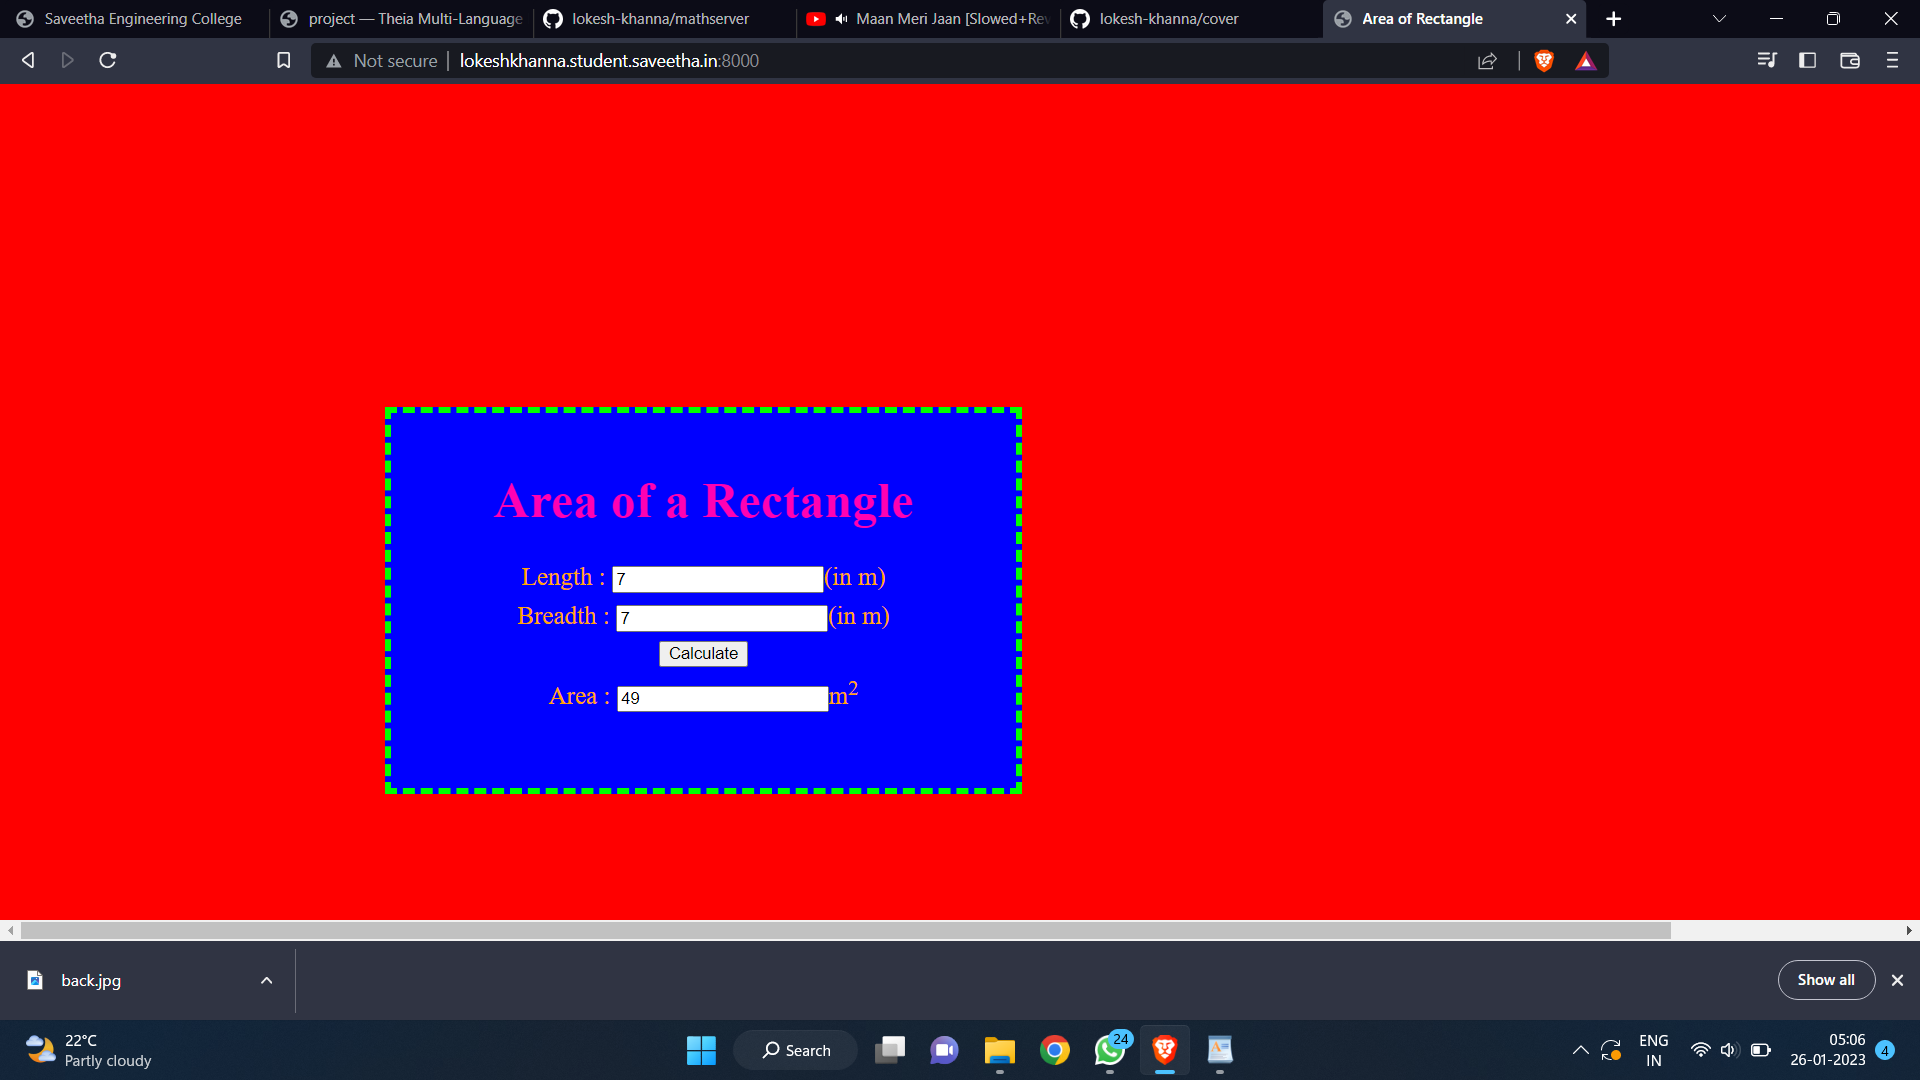 Saveetha Engineering College
project — Theia Multi-Language
lokesh-khanna/mathserver
Maan Meri Jaan [Slowed+Rev
lokesh-khanna/cover
Area of Rectangle
Not secure
lokeshkhanna.student.saveetha.in:8000
Area of a Rectangle
Length : 7 (in m)
Breadth : 7 (in m)
Calculate
Area : 49 m²
back.jpg
Show all
22°C
Partly cloudy
Search
24
ENG
IN
05:06
26-01-2023
4